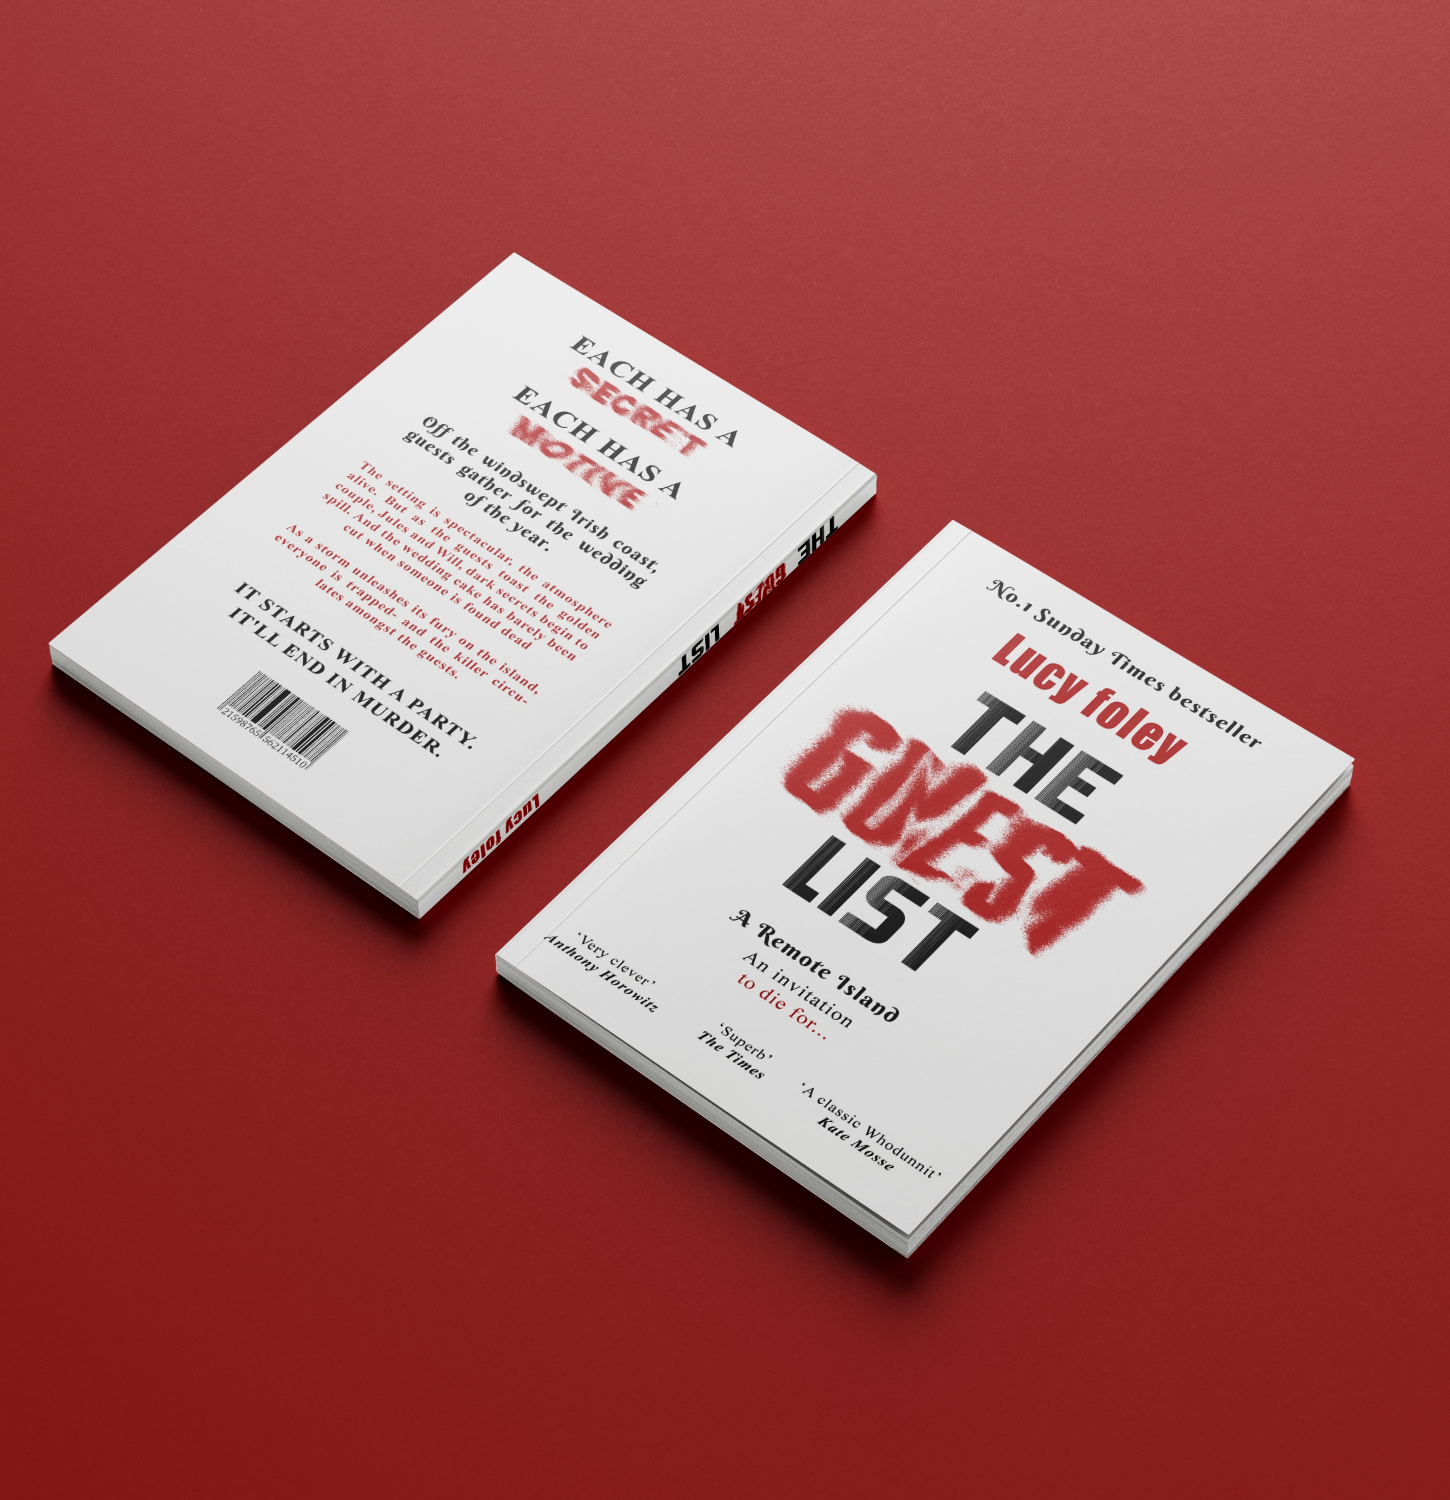 EACH HAS A
SECRET
EACH HAS A
MOTIVE
Off the windswept Irish coast,
guests gather for the wedding
of the year.
The setting is spectacular, the atmosphere
alive. But as the guests toast the golden
couple, Jules and Will, dark secrets begin to
spill. And the wedding cake has barely been
cut when someone is found dead
As a storm unleashes its fury on the island,
everyone is trapped- and the killer circu-
lates amongst the guests.
IT STARTS WITH A PARTY.
IT'LL END IN MURDER.
2159876545621145101
THE GUEST LIST
Lucy foley
No.1 Sunday Times bestseller
Lucy foley
THE
GUEST
LIST
A Remote Island
An invitation
to die for...
‘Very clever’
Anthony Horowitz
‘Superb’
The Times
‘A classic Whodunnit’
Kate Mosse